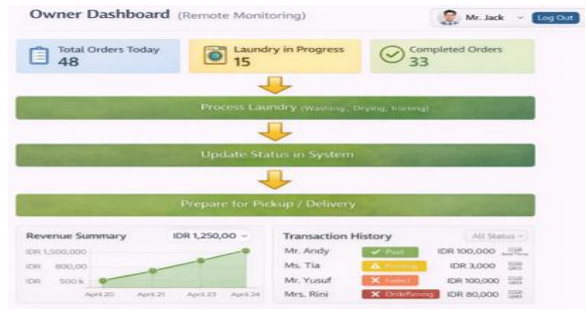 Owner Dashboard (Remote Monitoring)
Mr. Jack
Log Out
Total Orders Today
48
Laundry in Progress
15
Completed Orders
33
Process Laundry (Washing, Drying, Ironing)
Update Status in System
Prepare for Pickup / Delivery
Revenue Summary
IDR 1,250,00
IDR 1,500,000
IDR 800,00
IDR 500 k
April 20 April 21 April 23 April 24
Transaction History
All Status
Mr. Andy IDR 100,000
Ms. Tia IDR 3,000
Mr. Yusuf Failed IDR 100,000
Mrs. Rini IDR 80,000